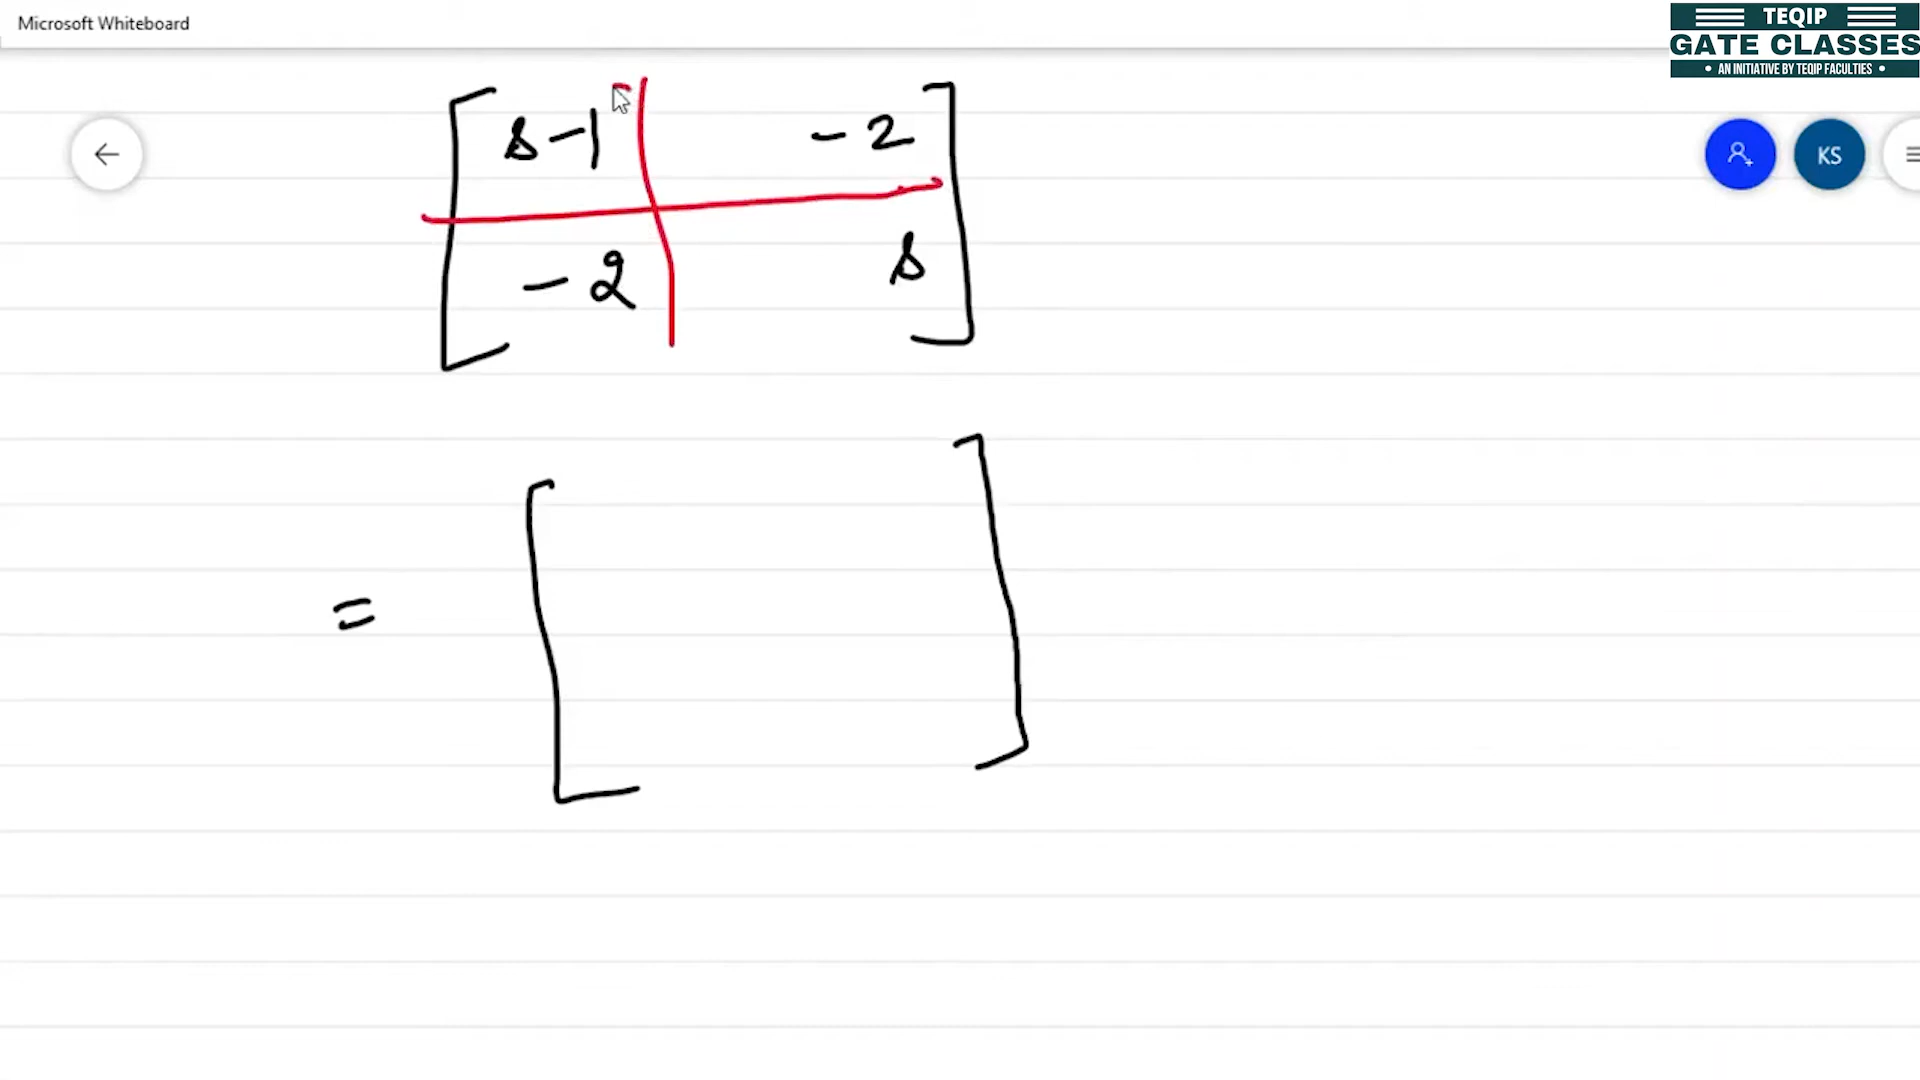 Microsoft Whiteboard
TEQIP
GATE CLASSES
• AN INITIATIVE BY TEQIP FACULTIES •
s-1 -2
-2 s
KS
=